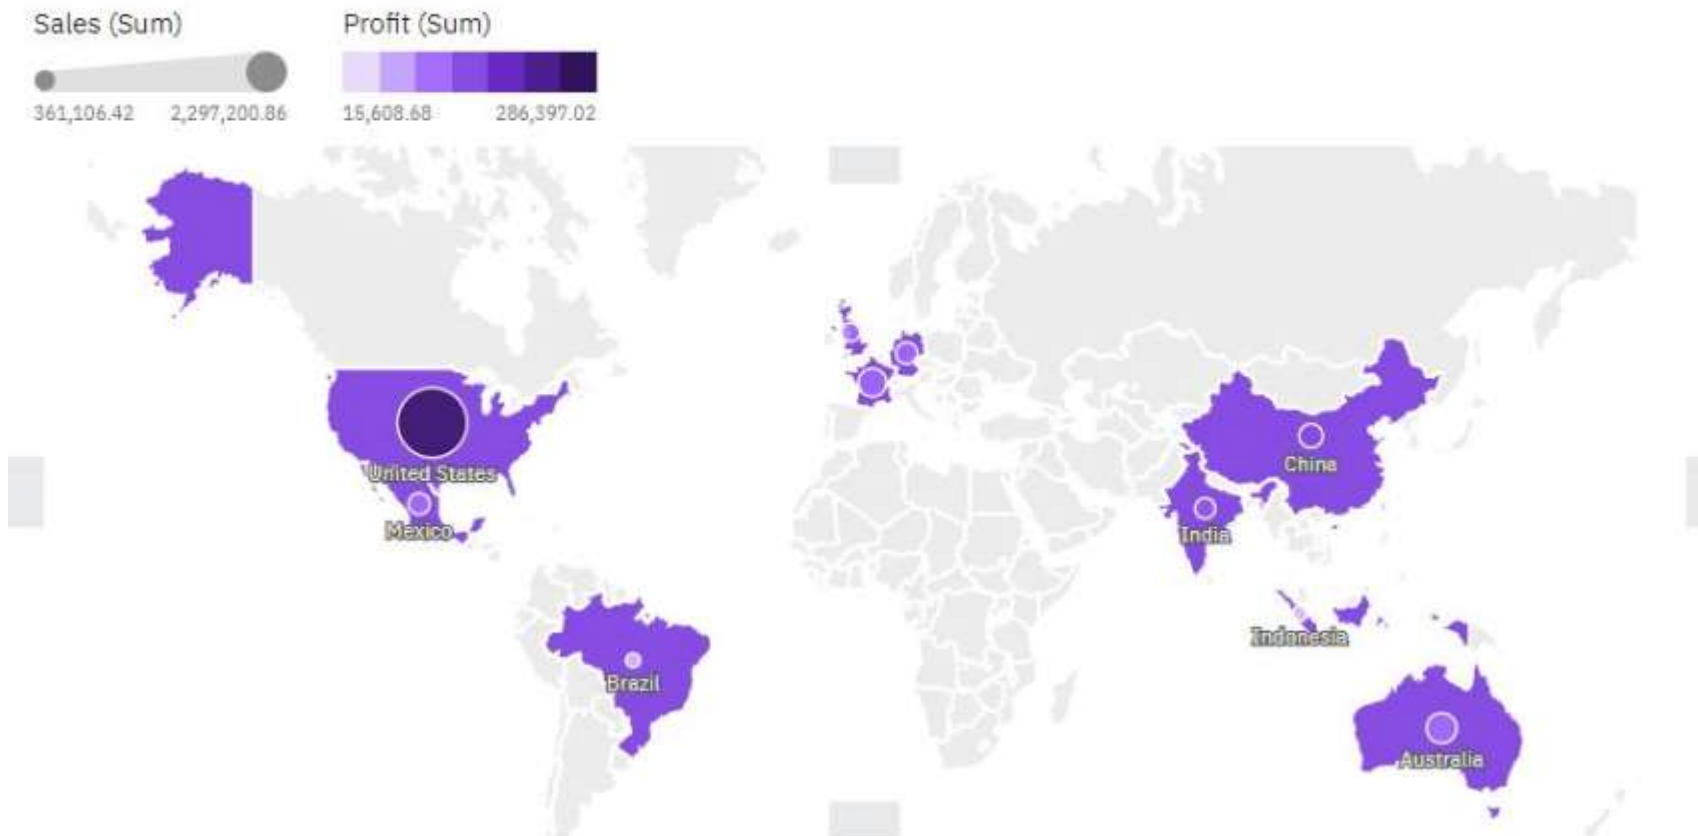 Sales (Sum)
Profit (Sum)
361,106.42
2,297,200.86
15,608.68
286,397.02
United States
Mexico
Brazil
China
India
Indonesia
Australia